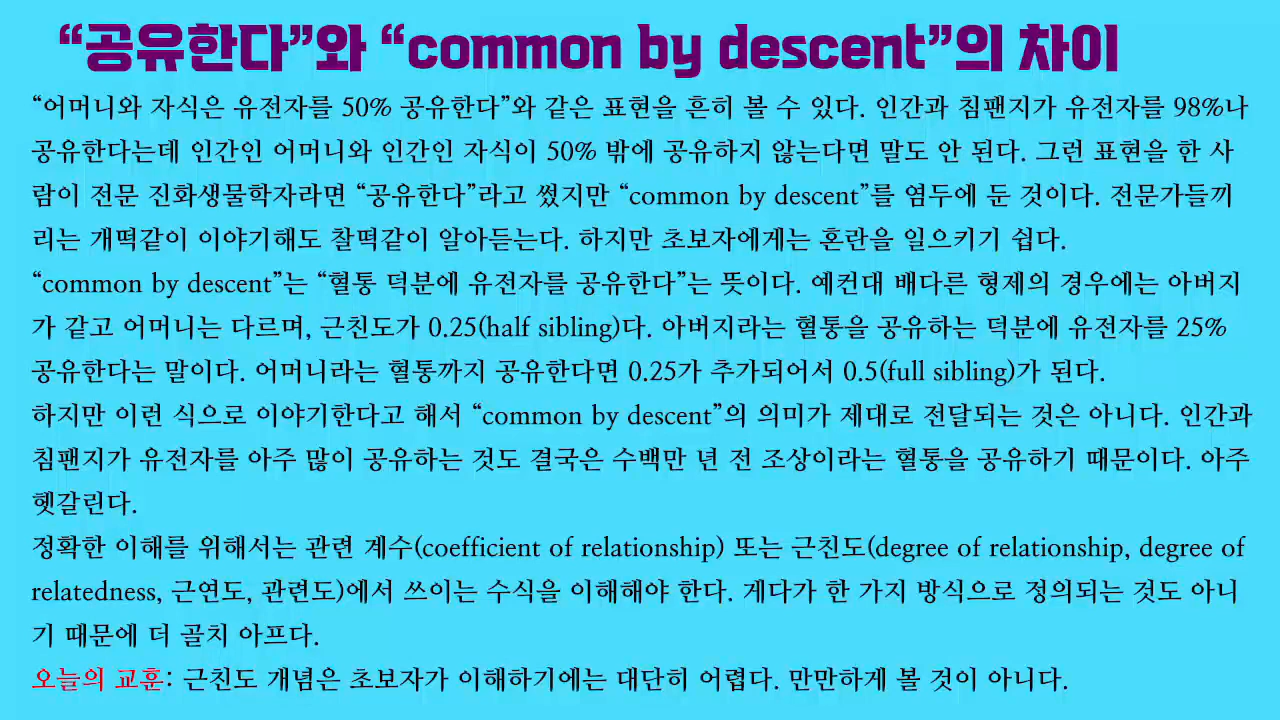 “공유한다”와 “common by descent”의 차이
“어머니와 자식은 유전자를 50% 공유한다”와 같은 표현을 흔히 볼 수 있다. 인간과 침팬지가 유전자를 98%나
공유한다는데 인간인 어머니와 인간인 자식이 50% 밖에 공유하지 않는다면 말도 안 된다. 그런 표현을 한 사
람이 전문 진화생물학자라면 “공유한다”라고 썼지만 “common by descent”를 염두에 둔 것이다. 전문가들끼
리는 개떡같이 이야기해도 찰떡같이 알아듣는다. 하지만 초보자에게는 혼란을 일으키기 쉽다.
“common by descent”는 “혈통 덕분에 유전자를 공유한다”는 뜻이다. 예컨대 배다른 형제의 경우에는 아버지
가 같고 어머니는 다르며, 근친도가 0.25(half sibling)다. 아버지라는 혈통을 공유하는 덕분에 유전자를 25%
공유한다는 말이다. 어머니라는 혈통까지 공유한다면 0.25가 추가되어서 0.5(full sibling)가 된다.
하지만 이런 식으로 이야기한다고 해서 “common by descent”의 의미가 제대로 전달되는 것은 아니다. 인간과
침팬지가 유전자를 아주 많이 공유하는 것도 결국은 수백만 년 전 조상이라는 혈통을 공유하기 때문이다. 아주
헷갈린다.
정확한 이해를 위해서는 관련 계수(coefficient of relationship) 또는 근친도(degree of relationship, degree of
relatedness, 근연도, 관련도)에서 쓰이는 수식을 이해해야 한다. 게다가 한 가지 방식으로 정의되는 것도 아니
기 때문에 더 골치 아프다.
오늘의 교훈: 근친도 개념은 초보자가 이해하기에는 대단히 어렵다. 만만하게 볼 것이 아니다.